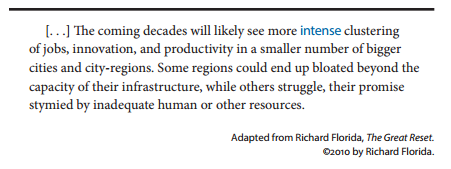 [. . .] The coming decades will likely see more intense clustering
of jobs, innovation, and productivity in a smaller number of bigger
cities and city-regions. Some regions could end up bloated beyond the
capacity of their infrastructure, while others struggle, their promise
stymied by inadequate human or other resources.
Adapted from Richard Florida, The Great Reset.
©2010 by Richard Florida.